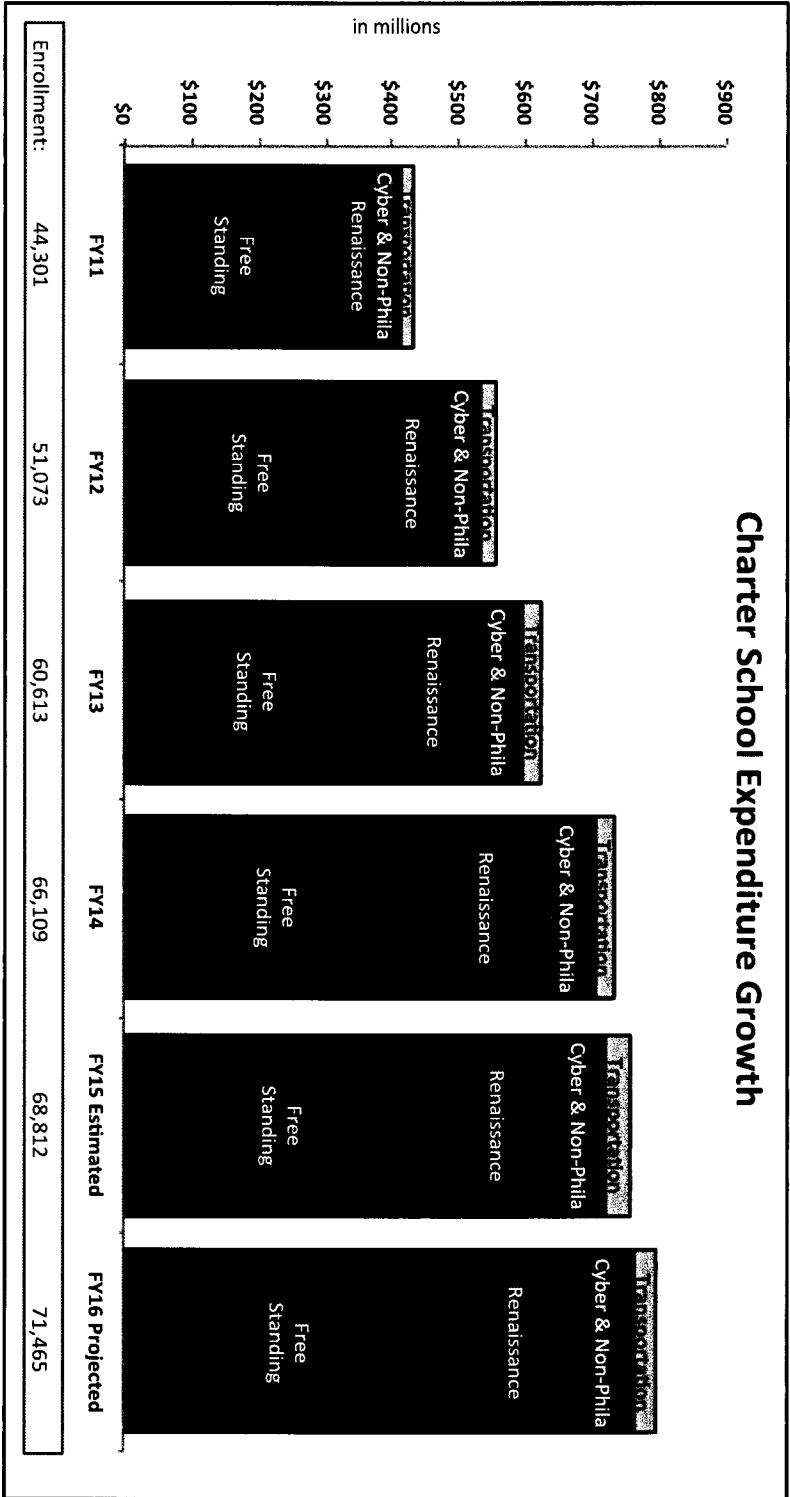 Charter School Expenditure Growth
in millions
$900
$800
$700
$600
$500
$400
$300
$200
$100
$0
Transportation
Cyber & Non-Phila
Renaissance
Free
Standing
Transportation
Cyber & Non-Phila
Renaissance
Free
Standing
Transportation
Cyber & Non-Phila
Renaissance
Free
Standing
Transportation
Cyber & Non-Phila
Renaissance
Free
Standing
Transportation
Cyber & Non-Phila
Renaissance
Free
Standing
Transportation
Cyber & Non-Phila
Renaissance
Free
Standing
FY11 FY12 FY13 FY14 FY15 Estimated FY16 Projected
Enrollment: 44,301 51,073 60,613 66,109 68,812 71,465